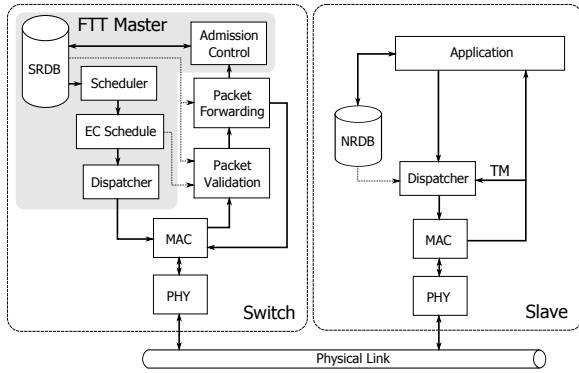 FTT Master
SRDB
Admission
Control
Scheduler
Packet
Forwarding
EC Schedule
Packet
Validation
Dispatcher
MAC
PHY
Switch
Application
NRDB
Dispatcher
TM
MAC
PHY
Slave
Physical Link